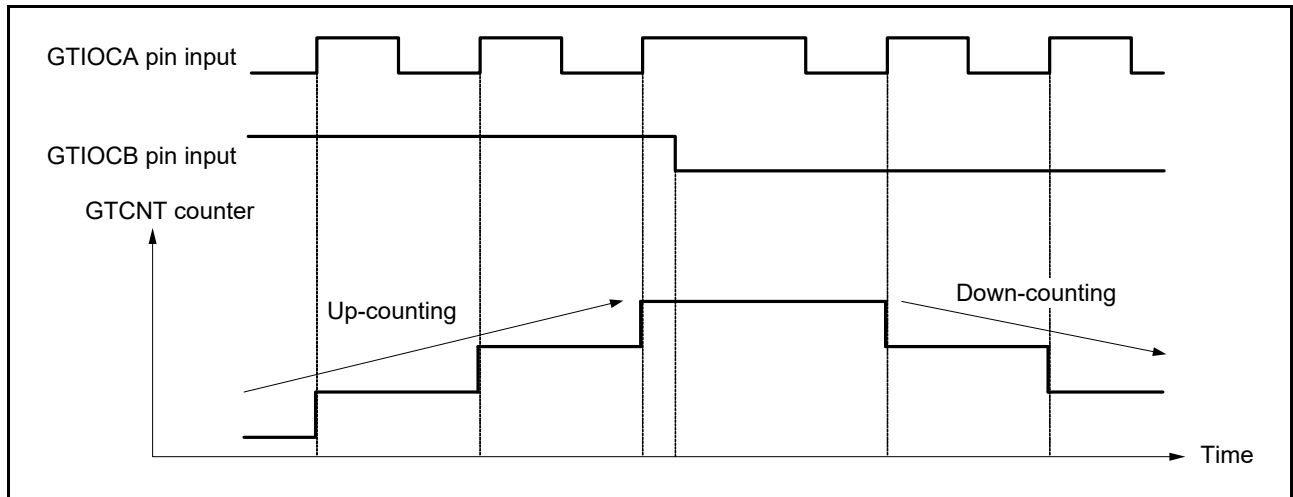 GTIOCA pin input
GTIOCB pin input
GTCNT counter
Up-counting
Down-counting
Time